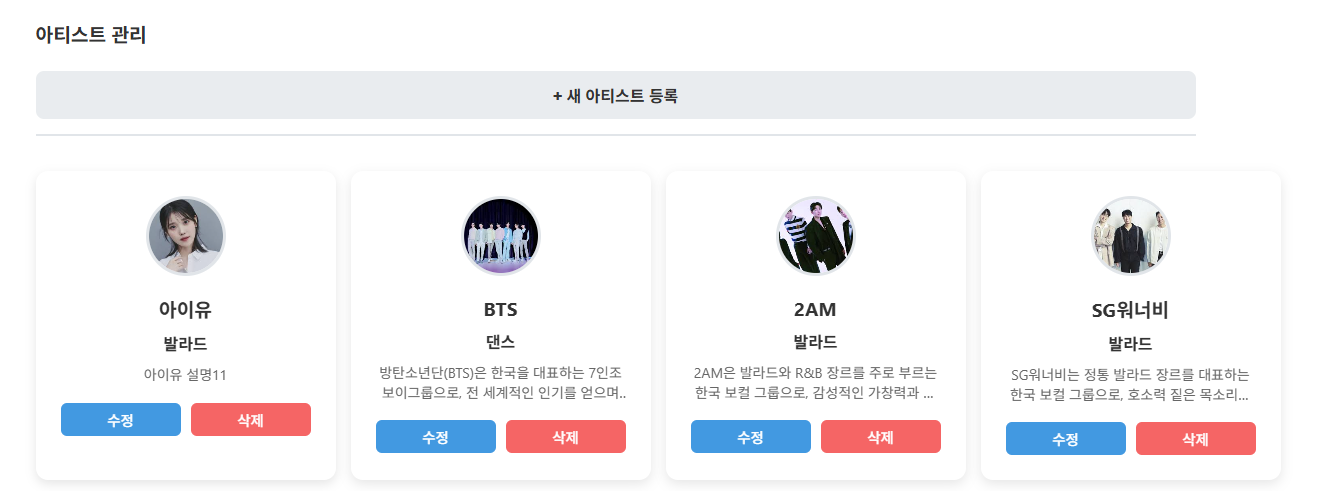 아티스트 관리
+ 새 아티스트 등록
아이유
발라드
아이유 설명11
수정 삭제
BTS
댄스
방탄소년단(BTS)은 한국을 대표하는 7인조
보이그룹으로, 전 세계적인 인기를 얻으며..
수정 삭제
2AM
발라드
2AM은 발라드와 R&B 장르를 주로 부르는
한국 보컬 그룹으로, 감성적인 가창력과 ...
수정 삭제
SG워너비
발라드
SG워너비는 정통 발라드 장르를 대표하는
한국 보컬 그룹으로, 호소력 짙은 목소리...
수정 삭제